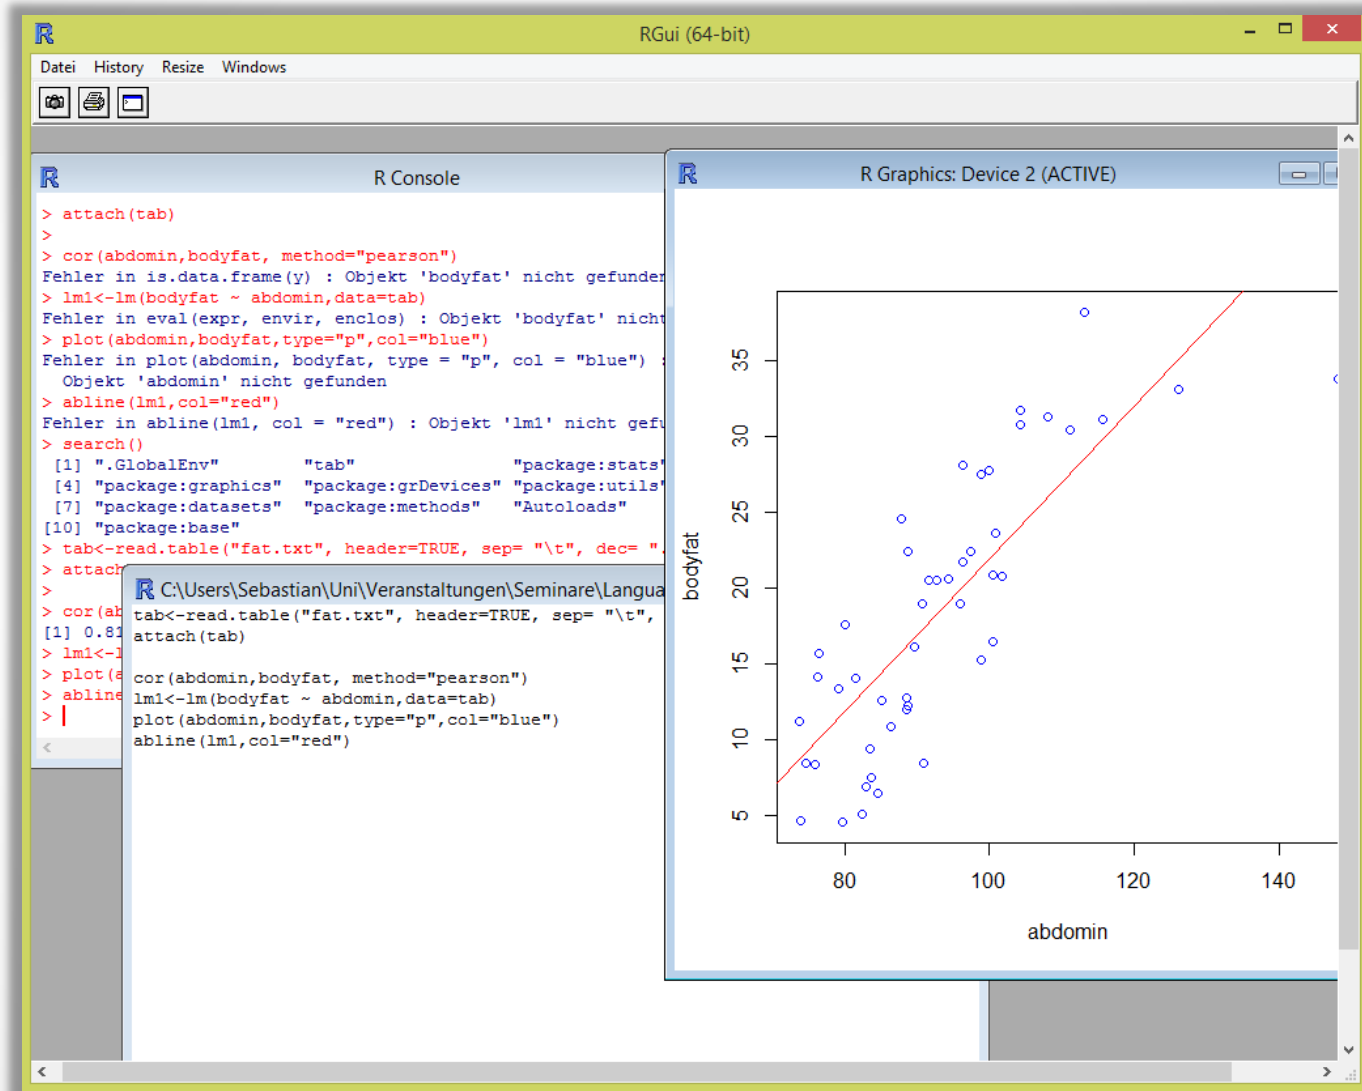 RGui (64-bit)
Datei History Resize Windows
R Console
> attach(tab)
>
> cor(abdomin,bodyfat, method="pearson")
Fehler in is.data.frame(y) : Objekt 'bodyfat' nicht gefunden
> lm1<-lm(bodyfat ~ abdomin,data=tab)
Fehler in eval(expr, envir, enclos) : Objekt 'bodyfat' nicht
> plot(abdomin,bodyfat,type="p",col="blue")
Fehler in plot(abdomin, bodyfat, type = "p", col = "blue") :
Objekt 'abdomin' nicht gefunden
> abline(lm1,col="red")
Fehler in abline(lm1, col = "red") : Objekt 'lm1' nicht gefu
> search()
[1] ".GlobalEnv" "tab" "package:stats"
[4] "package:graphics" "package:grDevices" "package:utils"
[7] "package:datasets" "package:methods" "Autoloads"
[10] "package:base"
> tab<-read.table("fat.txt", header=TRUE, sep= "\t", dec= ".
> attach
>
> cor(ab
[1] 0.81
> lm1<-l
> plot(a
> abline
>
C:\Users\Sebastian\Uni\Veranstaltungen\Seminare\Langua
tab<-read.table("fat.txt", header=TRUE, sep= "\t",
attach(tab)
cor(abdomin,bodyfat, method="pearson")
lm1<-lm(bodyfat ~ abdomin,data=tab)
plot(abdomin,bodyfat,type="p",col="blue")
abline(lm1,col="red")
R Graphics: Device 2 (ACTIVE)
35
30
25
20
15
10
5
bodyfat
80 100 120 140
abdomin